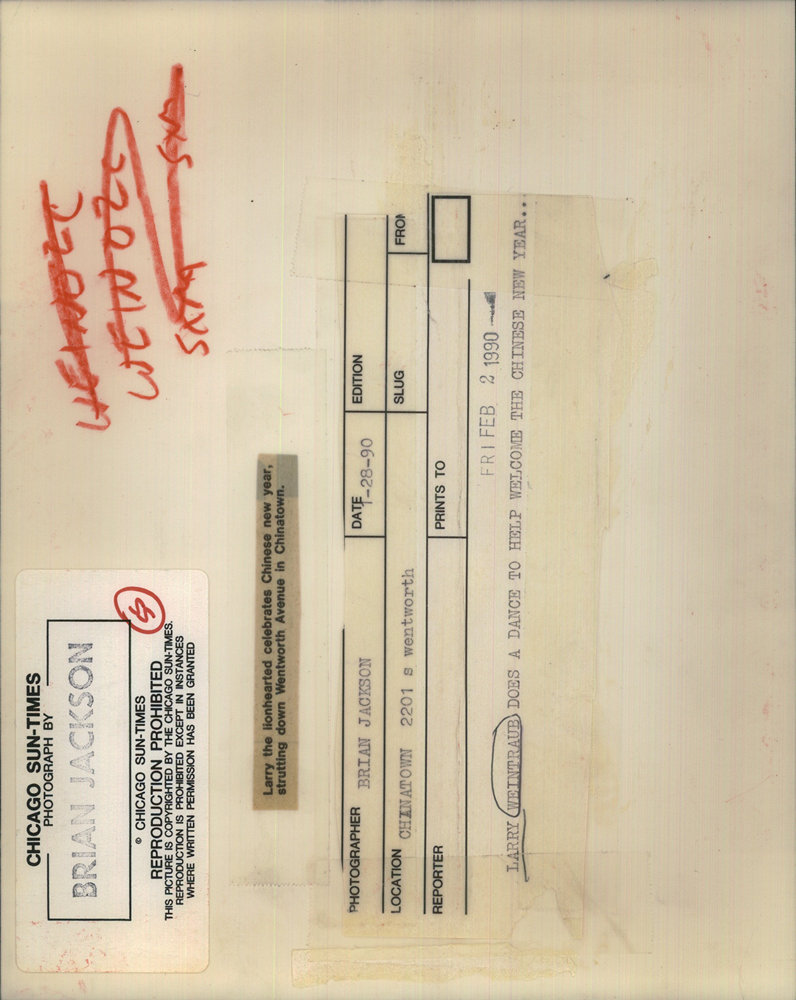 CHICAGO SUN-TIMES
PHOTOGRAPH BY
BRIAN JACKSON
© CHICAGO SUN-TIMES
REPRODUCTION PROHIBITED
THIS PICTURE IS COPYRIGHTED BY THE CHICAGO SUN-TIMES.
REPRODUCTION IS PROHIBITED EXCEPT IN INSTANCES
WHERE WRITTEN PERMISSION HAS BEEN GRANTED
Larry the lionhearted celebrates Chinese new year,
strutting down Wentworth Avenue in Chinatown.
PHOTOGRAPHER BRIAN JACKSON DATE 1-28-90 EDITION
LOCATION CHINATOWN 2201 s wentworth SLUG FROM
REPORTER PRINTS TO
FRI FEB 2 1990
LARRY WEINTRAUB DOES A DANCE TO HELP WELCOME THE CHINESE NEW YEAR..